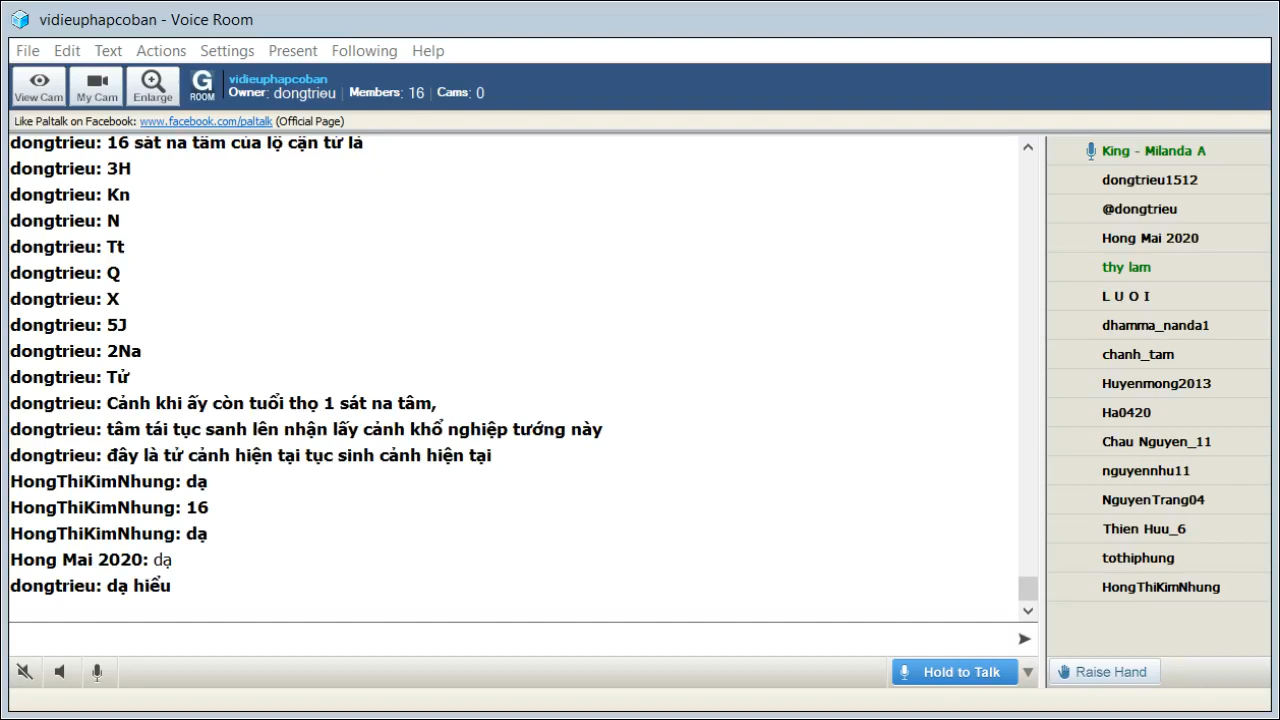 vidieuphapcoban - Voice Room
File Edit Text Actions Settings Present Following Help
View Cam
My Cam
Enlarge
G ROOM
vidieuphapcoban
Owner: dongtrieu | Members: 16 | Cams: 0
Like Paltalk on Facebook: www.facebook.com/paltalk (Official Page)
dongtrieu: 16 sát na tâm của lộ cận tử là
dongtrieu: 3H
dongtrieu: Kn
dongtrieu: N
dongtrieu: Tt
dongtrieu: Q
dongtrieu: X
dongtrieu: 5J
dongtrieu: 2Na
dongtrieu: Tử
dongtrieu: Cảnh khi ấy còn tuổi thọ 1 sát na tâm,
dongtrieu: tâm tái tục sanh lên nhận lấy cảnh khổ nghiệp tướng này
dongtrieu: đây là tử cảnh hiện tại tục sinh cảnh hiện tại
HongThiKimNhung: dạ
HongThiKimNhung: 16
HongThiKimNhung: dạ
Hong Mai 2020: dạ
dongtrieu: dạ hiểu
King - Milanda A
dongtrieu1512
@dongtrieu
Hong Mai 2020
thy lam
L U O I
dhamma_nanda1
chanh_tam
Huyenmong2013
Ha0420
Chau Nguyen_11
nguyennhu11
NguyenTrang04
Thien Huu_6
tothiphung
HongThiKimNhung
Hold to Talk
Raise Hand